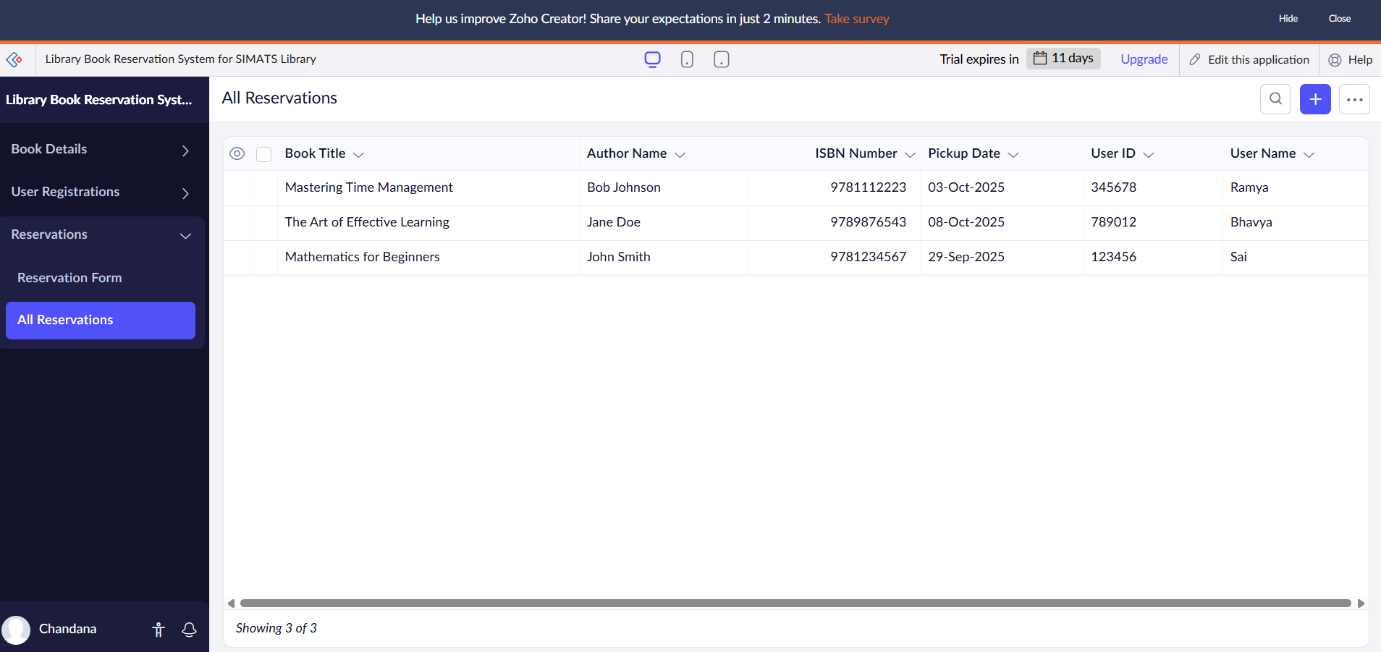 Help us improve Zoho Creator! Share your expectations in just 2 minutes. Take survey Hide Close
Library Book Reservation System for SIMATS Library Trial expires in 11 days Upgrade Edit this application Help
Library Book Reservation Syst... All Reservations
Book Details
User Registrations
Reservations
Reservation Form
All Reservations
Book Title Author Name ISBN Number Pickup Date User ID User Name
Mastering Time Management Bob Johnson 9781112223 03-Oct-2025 345678 Ramya
The Art of Effective Learning Jane Doe 9789876543 08-Oct-2025 789012 Bhavya
Mathematics for Beginners John Smith 9781234567 29-Sep-2025 123456 Sai
Showing 3 of 3
Chandana